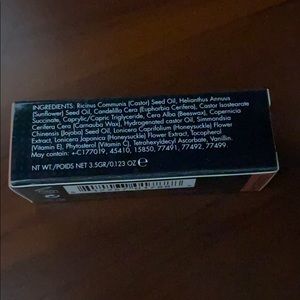 INGREDIENTS: Ricinus Communis (Castor) Seed Oil, Helianthus Annuus
(Sunflower) Seed Oil, Candelilla Cera (Euphorbia Cerifera), Castor Isostearate
Succinate, Caprylic/Capric Triglyceride, Cera Alba (Beeswax), Copernicia
Cerifera Cera (Carnauba Wax), Hydrogenated castor Oil, Simmondsia
Chinensis (Jojoba) Seed Oil, Lonicera Caprifolium (Honeysuckle) Flower
Extract, Lonicera Japonica (Honeysuckle) Flower Extract, Tocopherol
(Vitamin E), Phytosterol (Vitamin C), Tetrahexyldecyl Ascorbate, Vanillin.
May contain: +-C177019, 45410, 15850, 77491, 77492, 77499.
NT WT./POIDS NET 3.5GR/0.123 OZ ℮